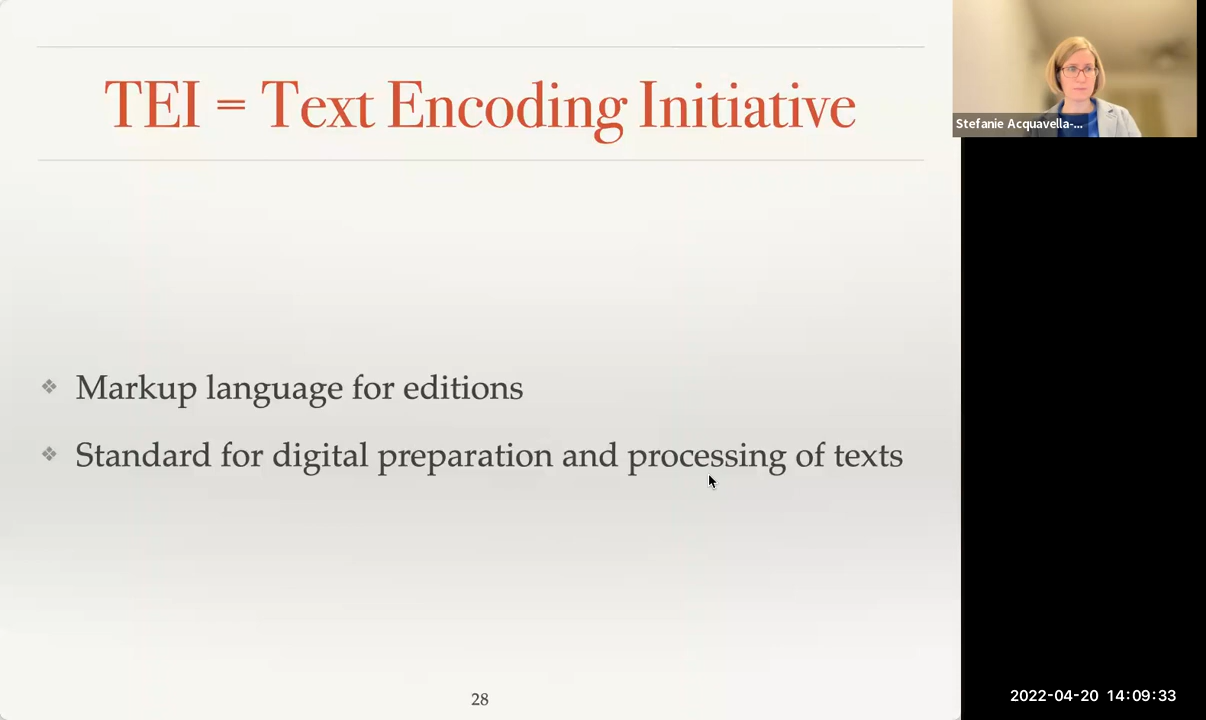 TEI = Text Encoding Initiative
❖ Markup language for editions
❖ Standard for digital preparation and processing of texts
28
Stefanie Acquavella-...
2022-04-20 14:09:33